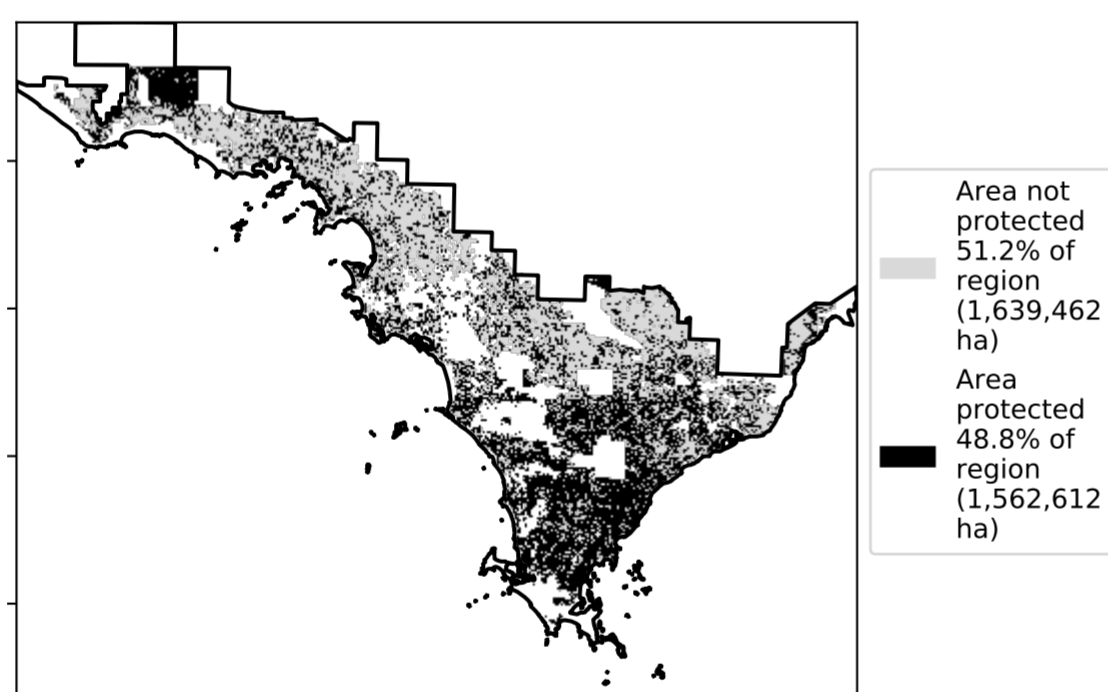 Area not
protected
51.2% of
region
(1,639,462
ha)
Area
protected
48.8% of
region
(1,562,612
ha)